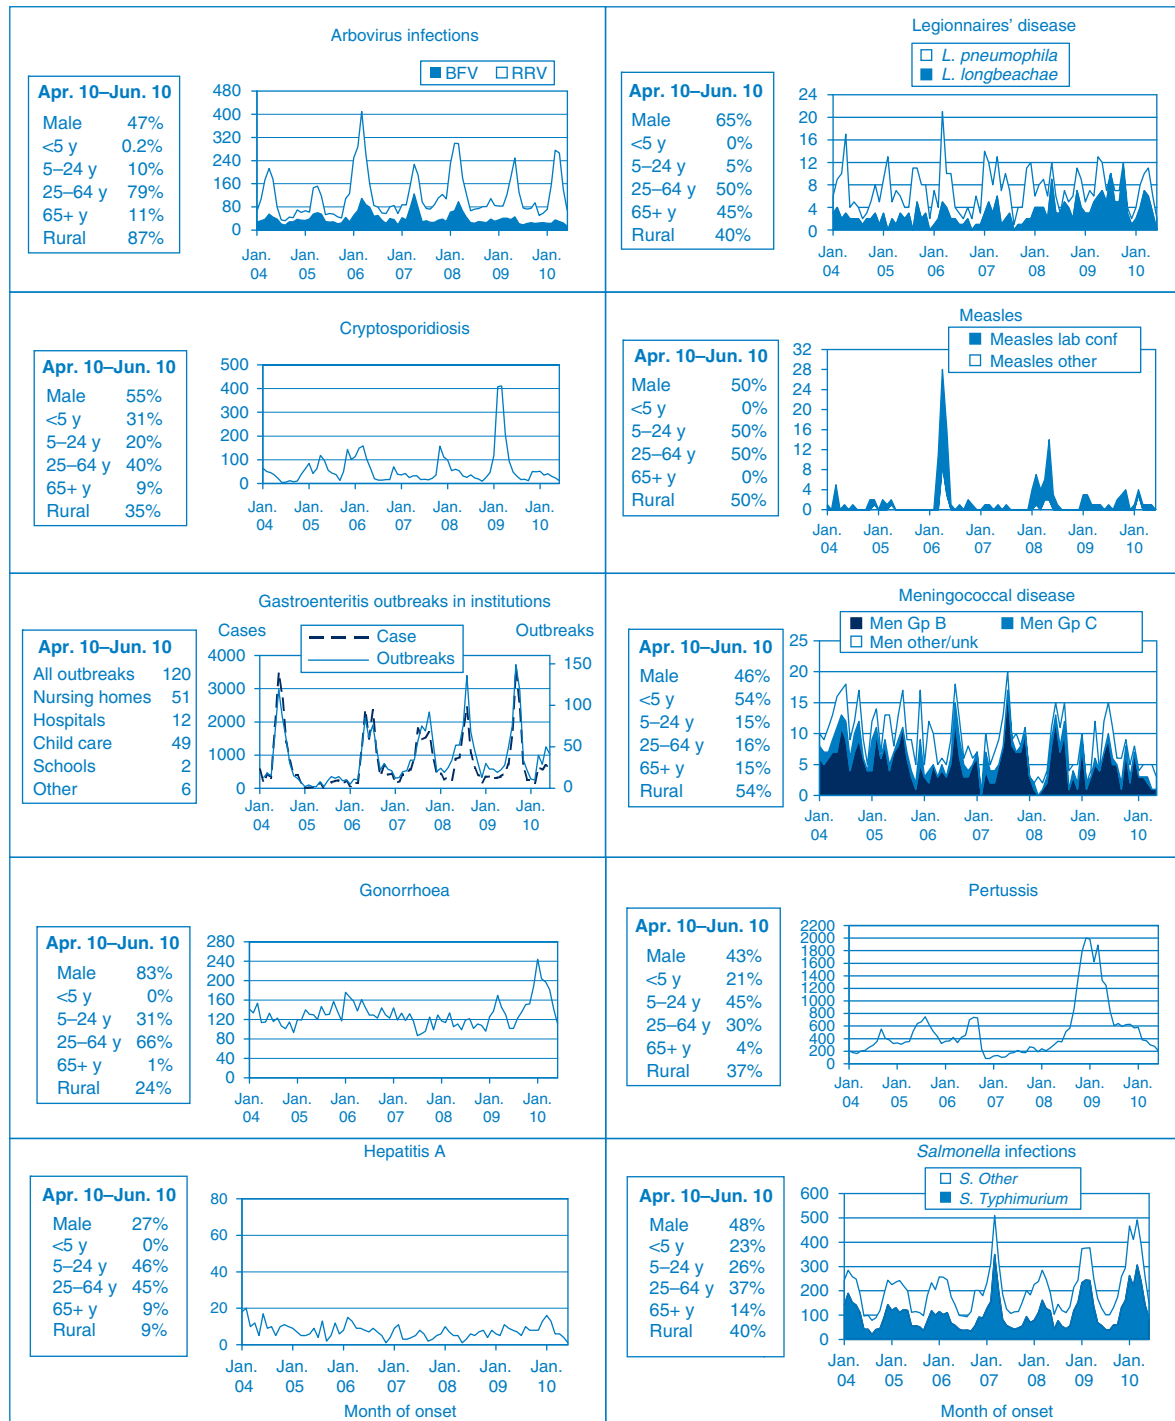 Arbovirus infections
BFV RRV
Apr. 10–Jun. 10
Male 47%
<5 y 0.2%
5–24 y 10%
25–64 y 79%
65+ y 11%
Rural 87%
480
400
320
240
160
80
0
Jan. Jan. Jan. Jan. Jan. Jan. Jan.
04 05 06 07 08 09 10
Legionnaires’ disease
L. pneumophila
L. longbeachae
Apr. 10–Jun. 10
Male 65%
<5 y 0%
5–24 y 5%
25–64 y 50%
65+ y 45%
Rural 40%
24
20
16
12
8
4
0
Jan. Jan. Jan. Jan. Jan. Jan. Jan.
04 05 06 07 08 09 10
Cryptosporidiosis
Apr. 10–Jun. 10
Male 55%
<5 y 31%
5–24 y 20%
25–64 y 40%
65+ y 9%
Rural 35%
500
400
300
200
100
0
Jan. Jan. Jan. Jan. Jan. Jan. Jan.
04 05 06 07 08 09 10
Measles
Measles lab conf
Measles other
Apr. 10–Jun. 10
Male 50%
<5 y 0%
5–24 y 50%
25–64 y 50%
65+ y 0%
Rural 50%
32
28
24
20
16
12
8
4
0
Jan. Jan. Jan. Jan. Jan. Jan. Jan.
04 05 06 07 08 09 10
Gastroenteritis outbreaks in institutions
Cases
Case
Outbreaks
Outbreaks
Apr. 10–Jun. 10
All outbreaks 120
Nursing homes 51
Hospitals 12
Child care 49
Schools 2
Other 6
4000
3000
2000
1000
0
150
100
50
0
Jan. Jan. Jan. Jan. Jan. Jan. Jan.
04 05 06 07 08 09 10
Meningococcal disease
Men Gp B Men Gp C
Men other/unk
Apr. 10–Jun. 10
Male 46%
<5 y 54%
5–24 y 15%
25–64 y 16%
65+ y 15%
Rural 54%
25
20
15
10
5
0
Jan. Jan. Jan. Jan. Jan. Jan. Jan.
04 05 06 07 08 09 10
Gonorrhoea
Apr. 10–Jun. 10
Male 83%
<5 y 0%
5–24 y 31%
25–64 y 66%
65+ y 1%
Rural 24%
280
240
200
160
120
80
40
0
Jan. Jan. Jan. Jan. Jan. Jan. Jan.
04 05 06 07 08 09 10
Pertussis
Apr. 10–Jun. 10
Male 43%
<5 y 21%
5–24 y 45%
25–64 y 30%
65+ y 4%
Rural 37%
2200
2000
1800
1600
1400
1200
1000
800
600
400
200
0
Jan. Jan. Jan. Jan. Jan. Jan. Jan.
04 05 06 07 08 09 10
Hepatitis A
Apr. 10–Jun. 10
Male 27%
<5 y 0%
5–24 y 46%
25–64 y 45%
65+ y 9%
Rural 9%
80
60
40
20
0
Jan. Jan. Jan. Jan. Jan. Jan. Jan.
04 05 06 07 08 09 10
Month of onset
Salmonella infections
S. Other
S. Typhimurium
Apr. 10–Jun. 10
Male 48%
<5 y 23%
5–24 y 26%
25–64 y 37%
65+ y 14%
Rural 40%
600
500
400
300
200
100
0
Jan. Jan. Jan. Jan. Jan. Jan. Jan.
04 05 06 07 08 09 10
Month of onset